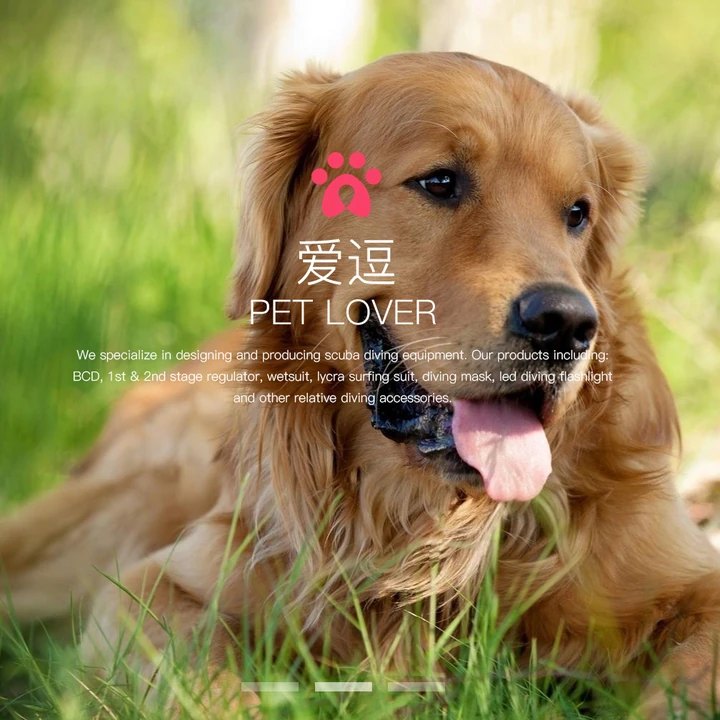 爱逗
PET LOVER
We specialize in designing and producing scuba diving equipment. Our products including:
BCD, 1st & 2nd stage regulator, wetsuit, lycra surfing suit, diving mask, led diving flashlight
and other relative diving accessories.